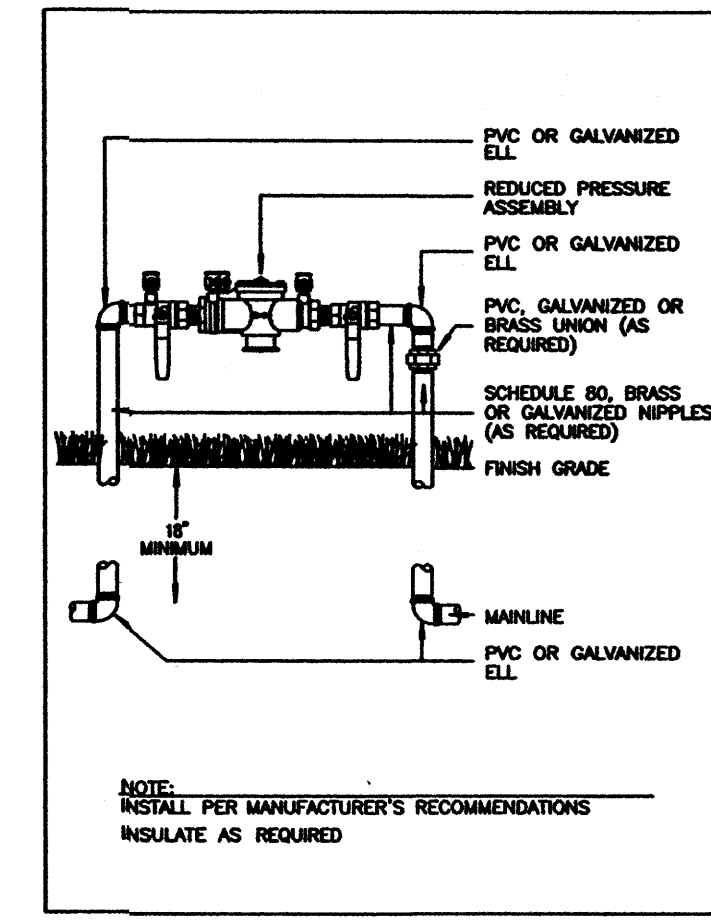 PVC OR GALVANIZED
ELL
REDUCED PRESSURE
ASSEMBLY
PVC OR GALVANIZED
ELL
PVC, GALVANIZED OR
BRASS UNION (AS
REQUIRED)
SCHEDULE 80, BRASS
OR GALVANIZED NIPPLES
(AS REQUIRED)
FINISH GRADE
18"
MINIMUM
MAINLINE
PVC OR GALVANIZED
ELL
NOTE:
INSTALL PER MANUFACTURER'S RECOMMENDATIONS
INSULATE AS REQUIRED